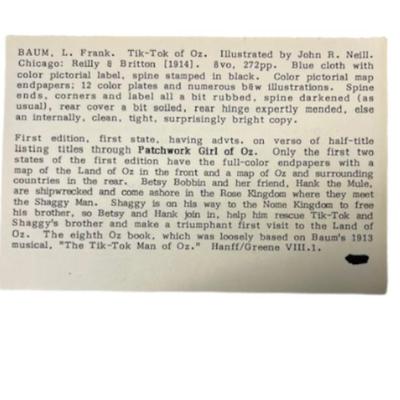 BAUM, L. Frank. Tik-Tok of Oz. Illustrated by John R. Neill.
Chicago: Reilly & Britton [1914]. 8vo, 272pp. Blue cloth with
color pictorial label, spine stamped in black. Color pictorial map
endpapers; 12 color plates and numerous b&w illustrations. Spine
ends, corners and label all a bit rubbed, spine darkened (as
usual), rear cover a bit soiled, rear hinge expertly mended, else
an internally, clean, tight, surprisingly bright copy.
First edition, first state, having advts. on verso of half-title
listing titles through Patchwork Girl of Oz. Only the first two
states of the first edition have the full-color endpapers with a
map of the Land of Oz in the front and a map of Oz and surrounding
countries in the rear. Betsy Bobbin and her friend, Hank the Mule,
are shipwrecked and come ashore in the Rose Kingdom where they meet
the Shaggy Man. Shaggy is on his way to the Nome Kingdom to free
his brother, so Betsy and Hank join in, help him rescue Tik-Tok and
Shaggy's brother and make a triumphant first visit to the Land of
Oz. The eighth Oz book, which was loosely based on Baum's 1913
musical, "The Tik-Tok Man of Oz." Hanff/Greene VIII.1.